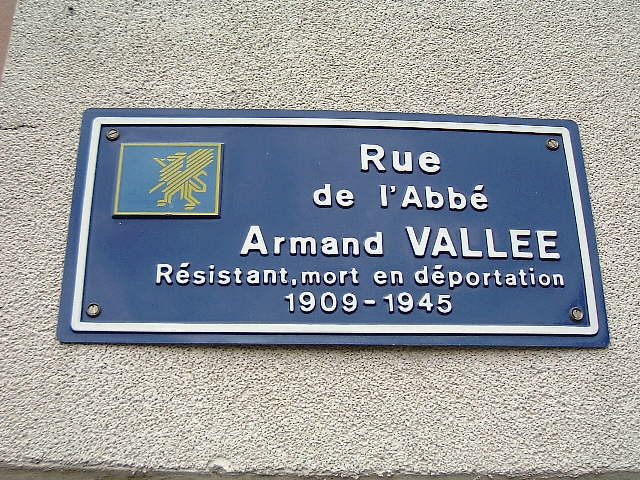 Rue
de l'Abbé
Armand VALLEE
Résistant, mort en déportation
1909-1945